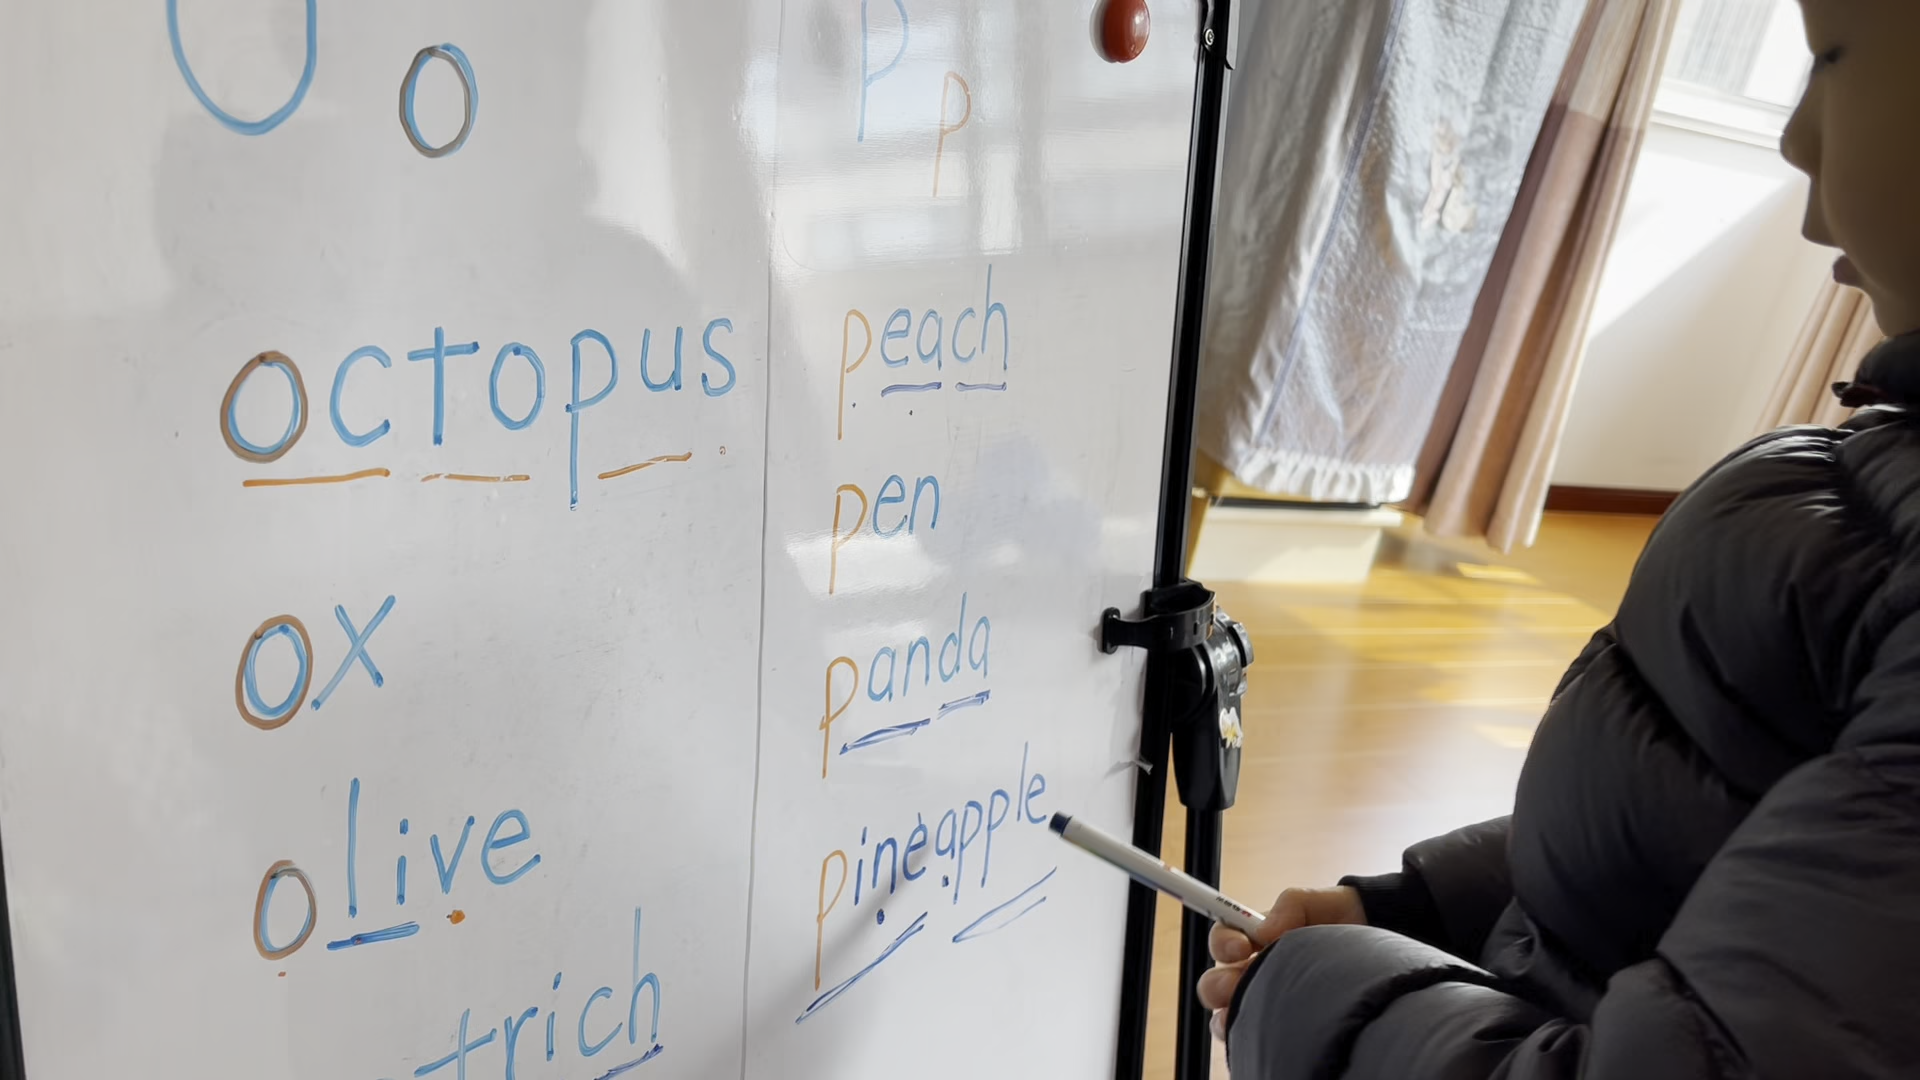 O o
octopus
ox
olive
trich
P p
peach
pen
panda
pineapple